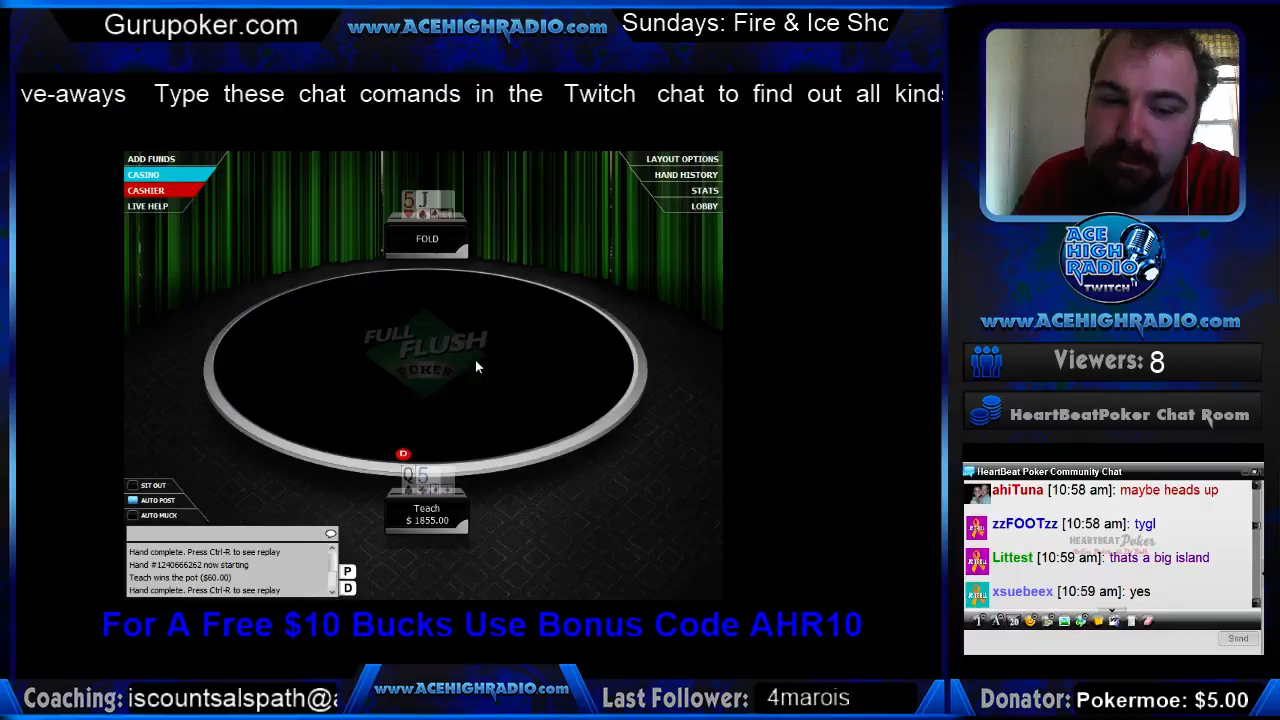 Gurupoker.com
www.ACEHIGHRADIO.com
Sundays: Fire & Ice Sho
ve-aways Type these chat comands in the Twitch chat to find out all kinds
ADD FUNDS
CASINO
CASHIER
LIVE HELP
LAYOUT OPTIONS
HAND HISTORY
STATS
LOBBY
5 J
FOLD
FULL
FLUSH
POKER
D
Q 5
Teach
$ 1855.00
SIT OUT
AUTO POST
AUTO MUCK
Hand complete. Press Ctrl-R to see replay
Hand #1240666262 now starting
Teach wins the pot ($60.00)
Hand complete. Press Ctrl-R to see replay
P
D
For A Free $10 Bucks Use Bonus Code AHR10
ACE
HIGH
RADIO
TWITCH
www.ACEHIGHRADIO.com
Viewers: 8
HeartBeatPoker Chat Room
HeartBeat Poker Community Chat
ahiTuna [10:58 am]: maybe heads up
zzFOOTzz [10:58 am]: tygl
HEARTBEAT Poker
Littest [10:59 am]: thats a big island
xsuebeex [10:59 am]: yes
Send
Coaching: iscountsalspath@
www.ACEHIGHRADIO.com
Last Follower: 4marois
Donator: Pokermoe: $5.00